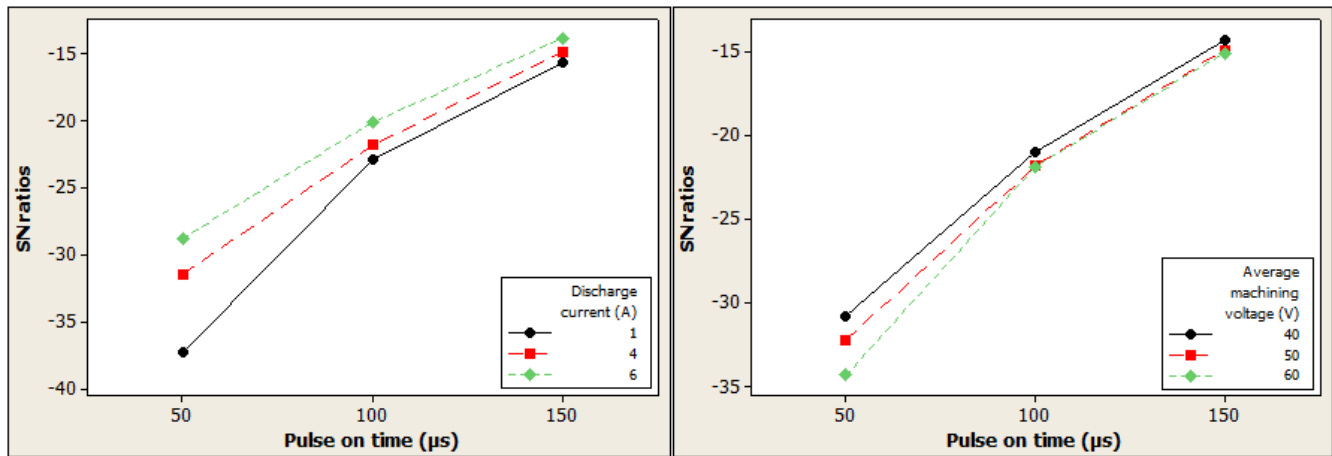 SN ratios
-15
-20
-25
-30
-35
-40
50
100
150
Pulse on time (µs)
Discharge
current (A)
1
4
6
SN ratios
-15
-20
-25
-30
-35
50
100
150
Pulse on time (µs)
Average
machining
voltage (V)
40
50
60